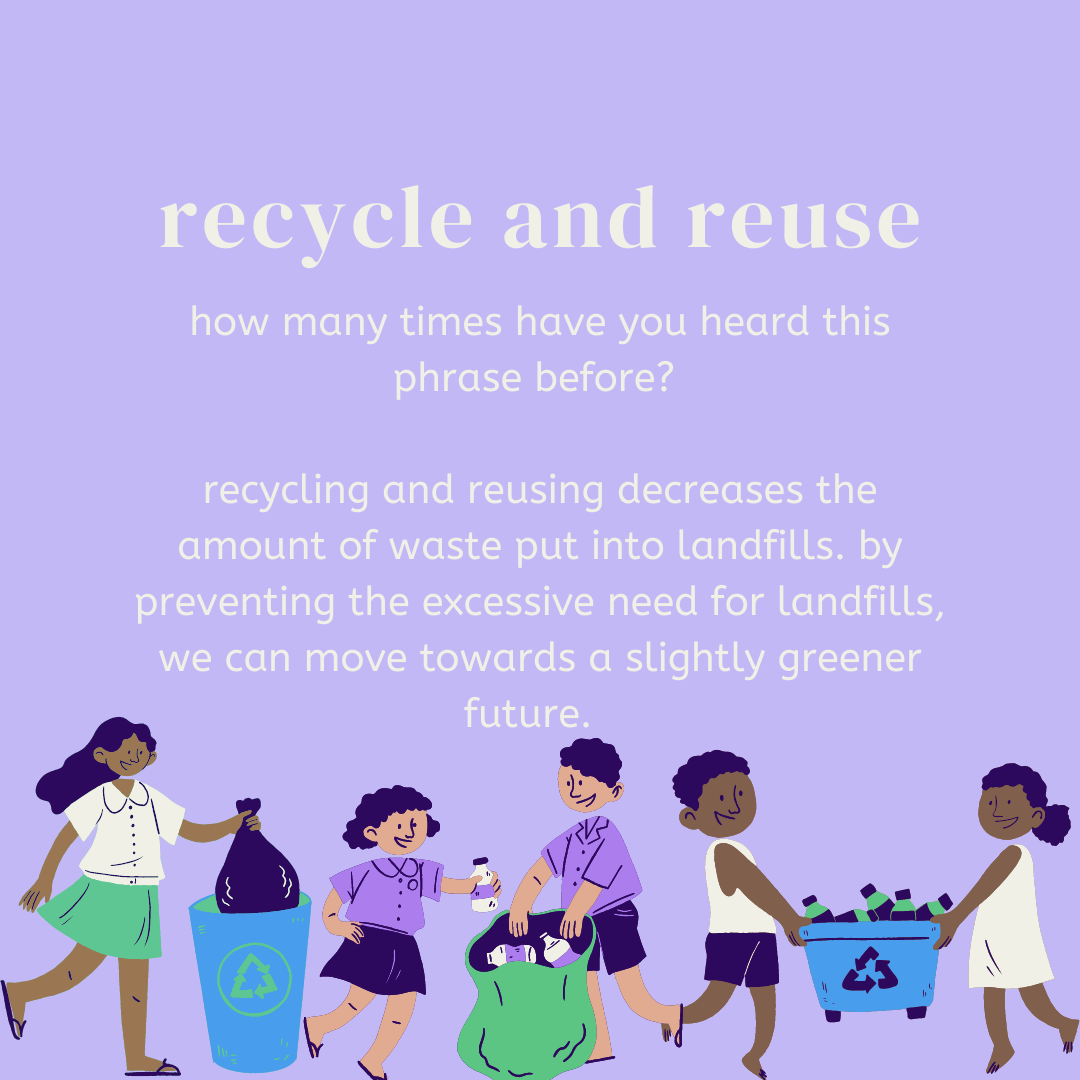 recycle and reuse
how many times have you heard this
phrase before?
recycling and reusing decreases the
amount of waste put into landfills. by
preventing the excessive need for landfills,
we can move towards a slightly greener
future.